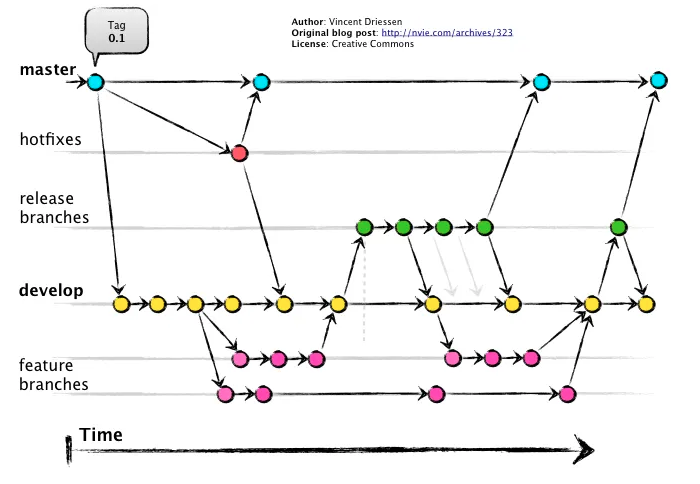 Tag
0.1
Author: Vincent Driessen
Original blog post: http://nvie.com/archives/323
License: Creative Commons
master
hotfixes
release
branches
develop
feature
branches
Time